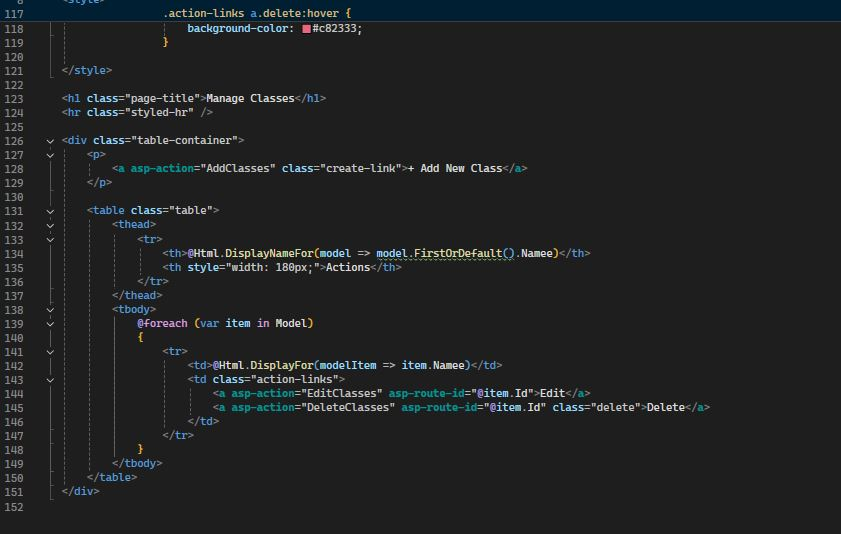 8 <style>
117 .action-links a.delete:hover {
118 background-color: #c82333;
119 }
120
121 </style>
122
123 <h1 class="page-title">Manage Classes</h1>
124 <hr class="styled-hr" />
125
126 <div class="table-container">
127 <p>
128 <a asp-action="AddClasses" class="create-link">+ Add New Class</a>
129 </p>
130
131 <table class="table">
132 <thead>
133 <tr>
134 <th>@Html.DisplayNameFor(model => model.FirstOrDefault().Namee)</th>
135 <th style="width: 180px;">Actions</th>
136 </tr>
137 </thead>
138 <tbody>
139 @foreach (var item in Model)
140 {
141 <tr>
142 <td>@Html.DisplayFor(modelItem => item.Namee)</td>
143 <td class="action-links">
144 <a asp-action="EditClasses" asp-route-id="@item.Id">Edit</a>
145 <a asp-action="DeleteClasses" asp-route-id="@item.Id" class="delete">Delete</a>
146 </td>
147 </tr>
148 }
149 </tbody>
150 </table>
151 </div>
152